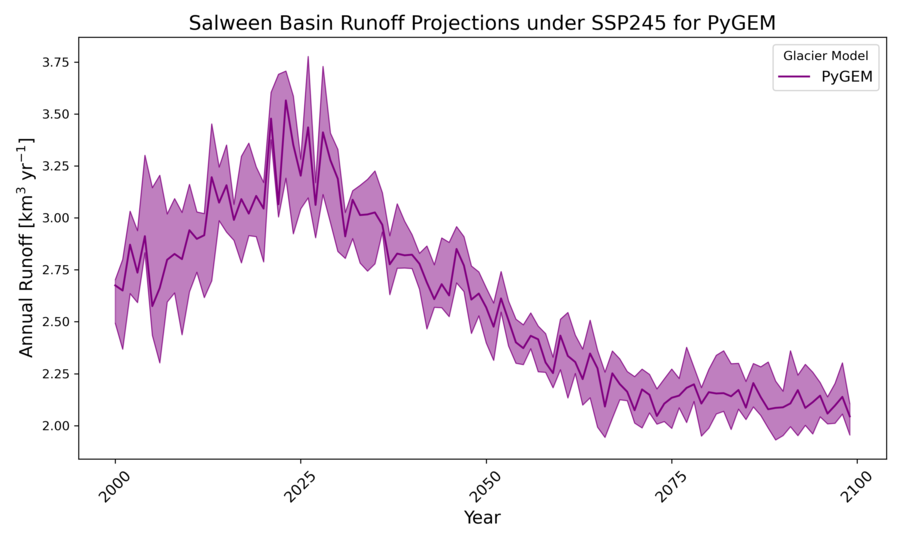 Salween Basin Runoff Projections under SSP245 for PyGEM
Glacier Model
PyGEM
Annual Runoff [km³ yr⁻¹]
3.75
3.50
3.25
3.00
2.75
2.50
2.25
2.00
2000
2025
2050
2075
2100
Year